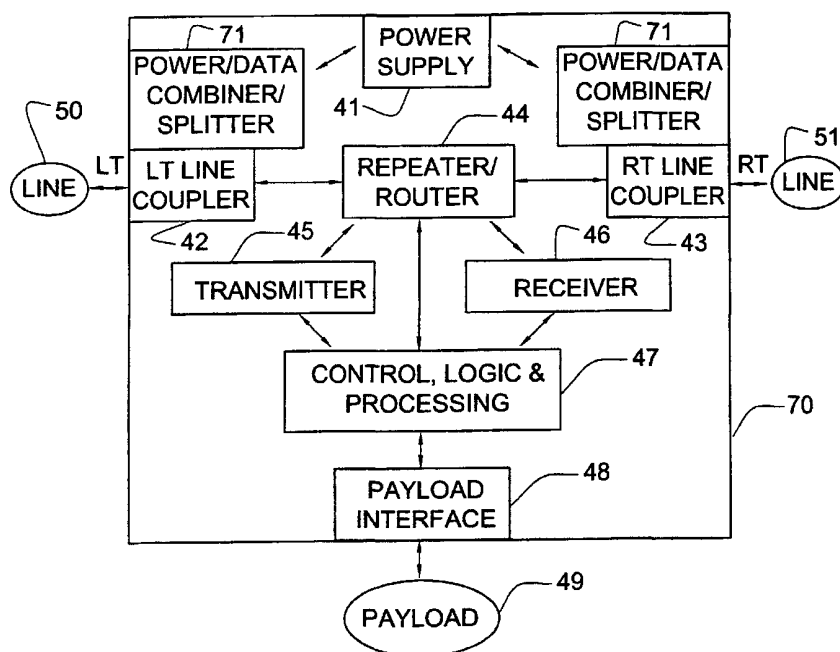 71
POWER
SUPPLY
71
POWER/DATA
COMBINER/
SPLITTER
41
POWER/DATA
COMBINER/
SPLITTER
50
44
51
LINE
LT
LT LINE
COUPLER
REPEATER/
ROUTER
RT LINE
COUPLER
RT
LINE
42
45
46
43
TRANSMITTER
RECEIVER
CONTROL, LOGIC &
PROCESSING
47
70
PAYLOAD
INTERFACE
48
PAYLOAD
49